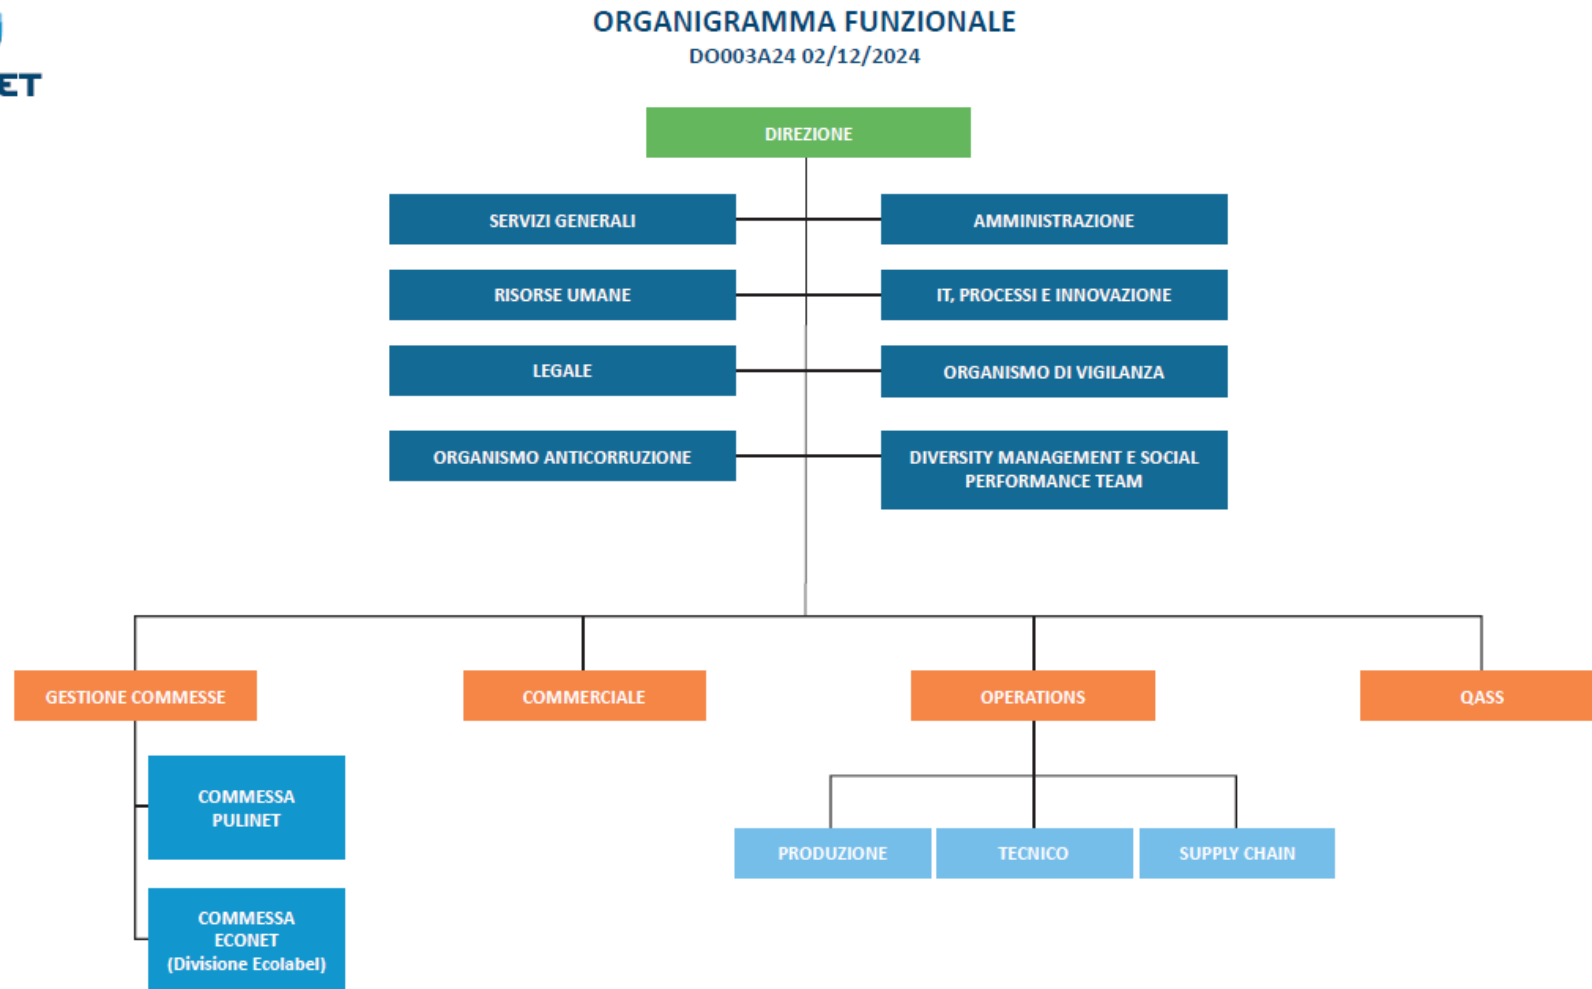 ORGANIGRAMMA FUNZIONALE
DO003A24 02/12/2024
ET
DIREZIONE
SERVIZI GENERALI
AMMINISTRAZIONE
RISORSE UMANE
IT, PROCESSI E INNOVAZIONE
LEGALE
ORGANISMO DI VIGILANZA
ORGANISMO ANTICORRUZIONE
DIVERSITY MANAGEMENT E SOCIAL
PERFORMANCE TEAM
GESTIONE COMMESSE
COMMERCIALE
OPERATIONS
QASS
COMMESSA
PULINET
COMMESSA
ECONET
(Divisione Ecolabel)
PRODUZIONE
TECNICO
SUPPLY CHAIN